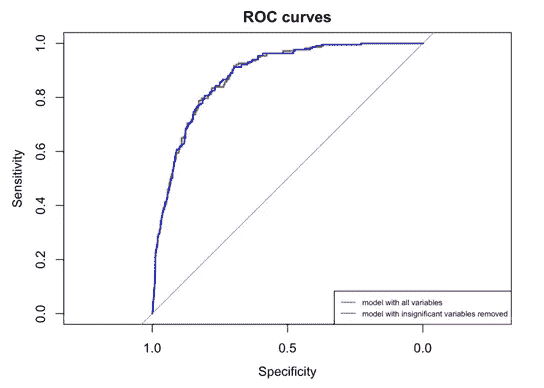 ROC curves
Sensitivity
1.0
0.8
0.6
0.4
0.2
0.0
model with all variables
model with insignificant variables removed
1.0 0.5 0.0
Specificity